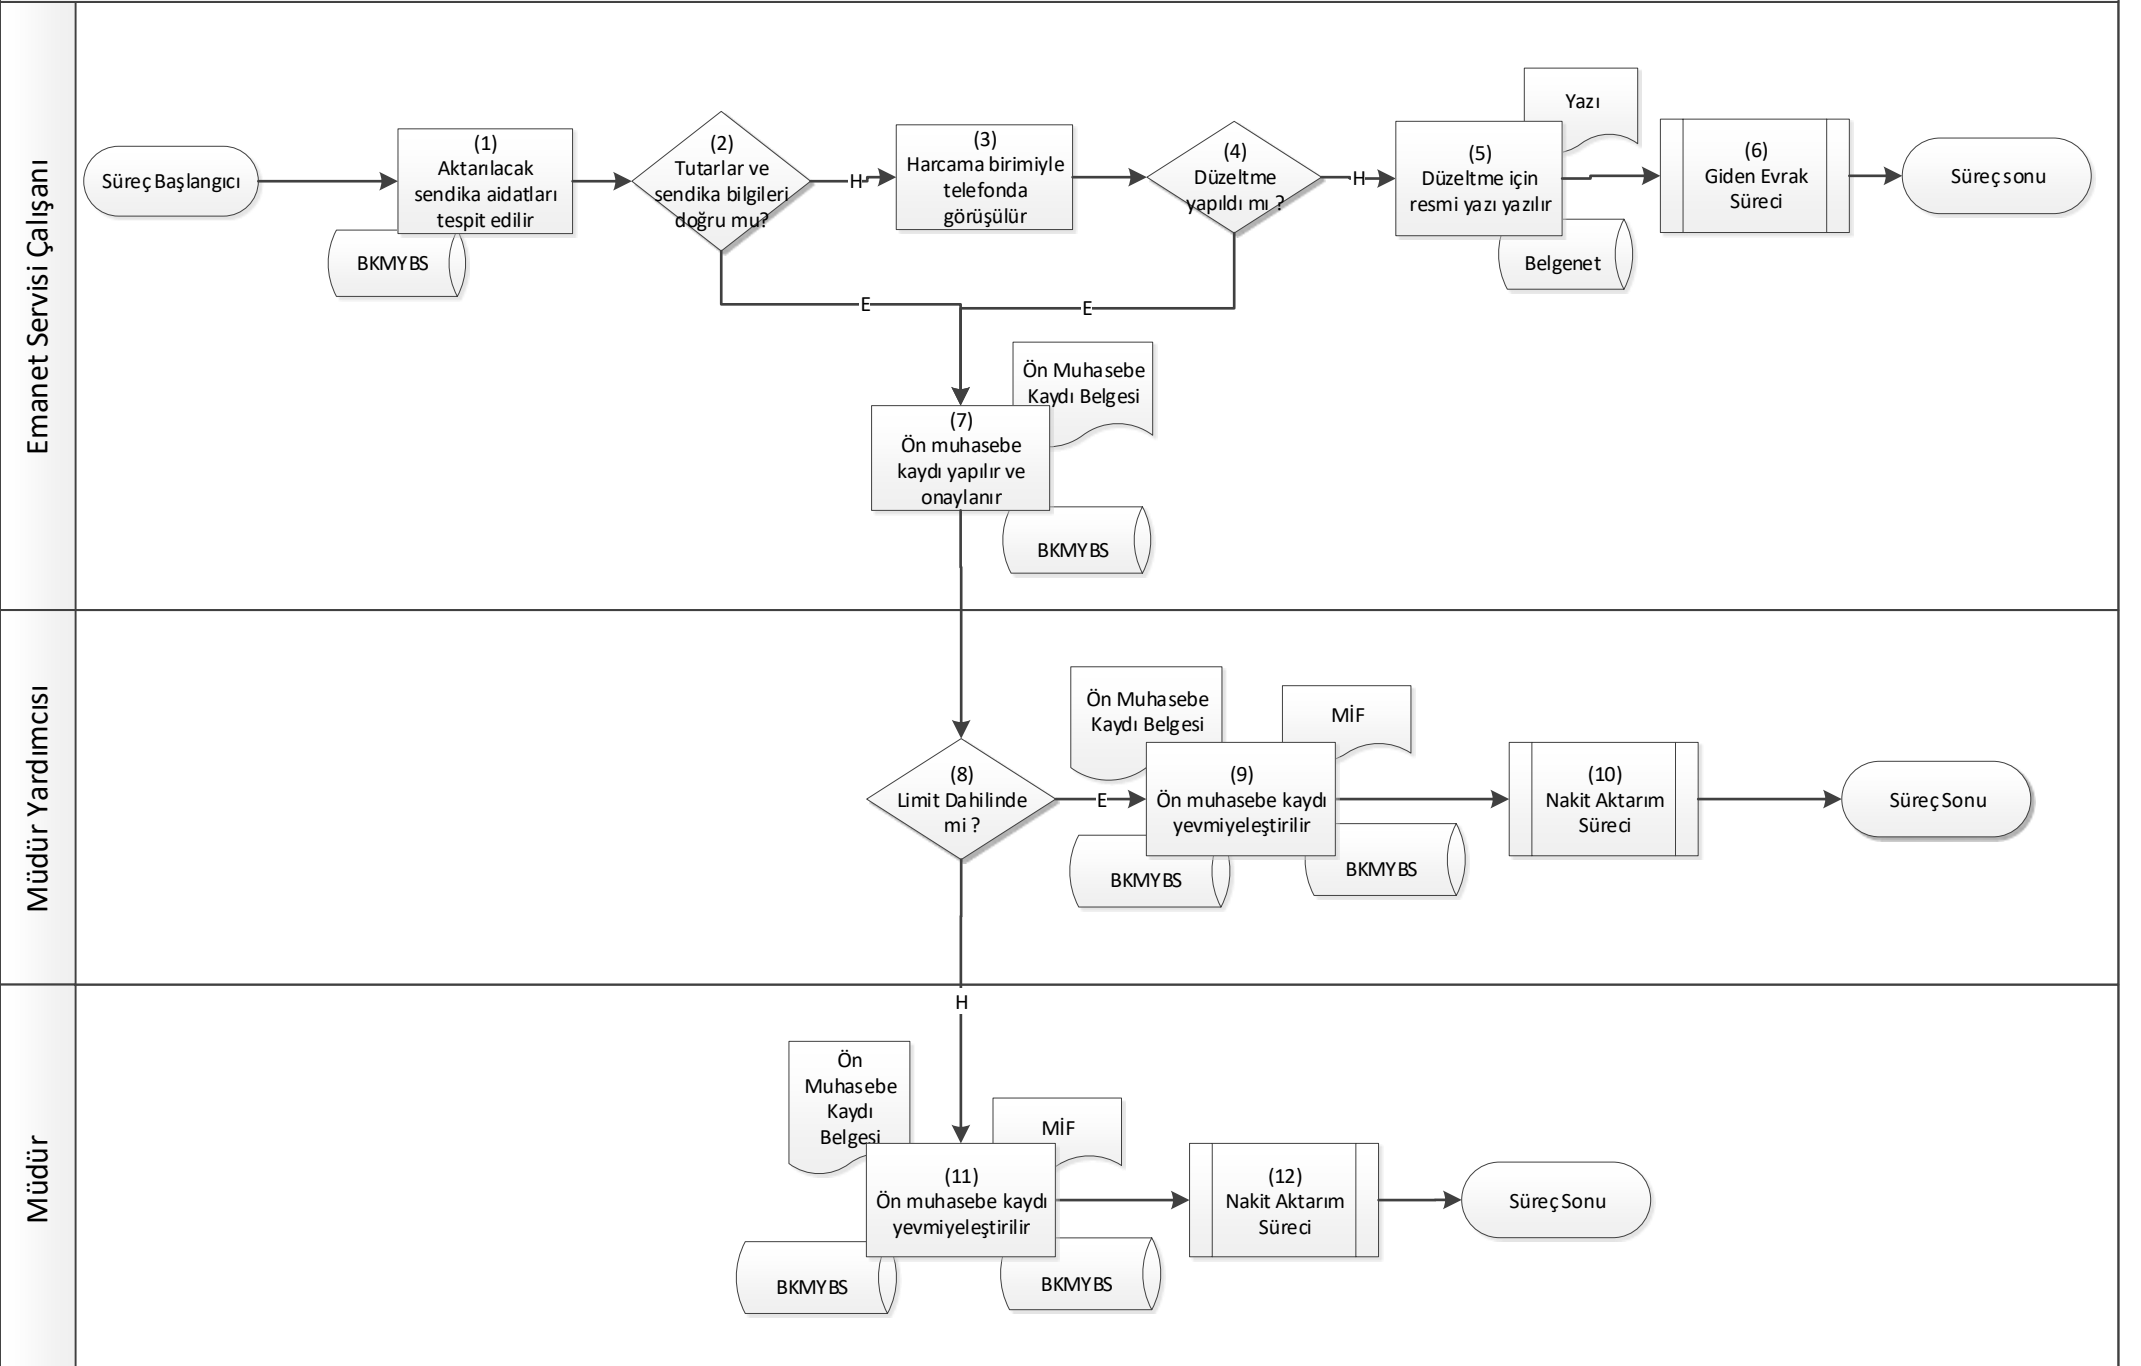 Emanet Servisi Çalışanı
Süreç Başlangıcı
(1)
Aktarılacak
sendika aidatları
tespit edilir
BKMYBS
(2)
Tutarlar ve
sendika bilgileri
doğru mu?
H
E
(3)
Harcama birimiyle
telefonda
görüşülür
(4)
Düzeltme
yapıldı mı ?
H
E
Yazı
(5)
Düzeltme için
resmi yazı yazılır
Belgenet
(6)
Giden Evrak
Süreci
Süreç sonu
Ön Muhasebe
Kaydı Belgesi
(7)
Ön muhasebe
kaydı yapılır ve
onaylanır
BKMYBS
Müdür Yardımcısı
(8)
Limit Dahilinde
mi ?
E
Ön Muhasebe
Kaydı Belgesi
MİF
(9)
Ön muhasebe kaydı
yevmiyeleştirilir
BKMYBS
BKMYBS
(10)
Nakit Aktarım
Süreci
Süreç Sonu
Müdür
H
Ön
Muhasebe
Kaydı
Belgesi
MİF
(11)
Ön muhasebe kaydı
yevmiyeleştirilir
BKMYBS
BKMYBS
(12)
Nakit Aktarım
Süreci
Süreç Sonu